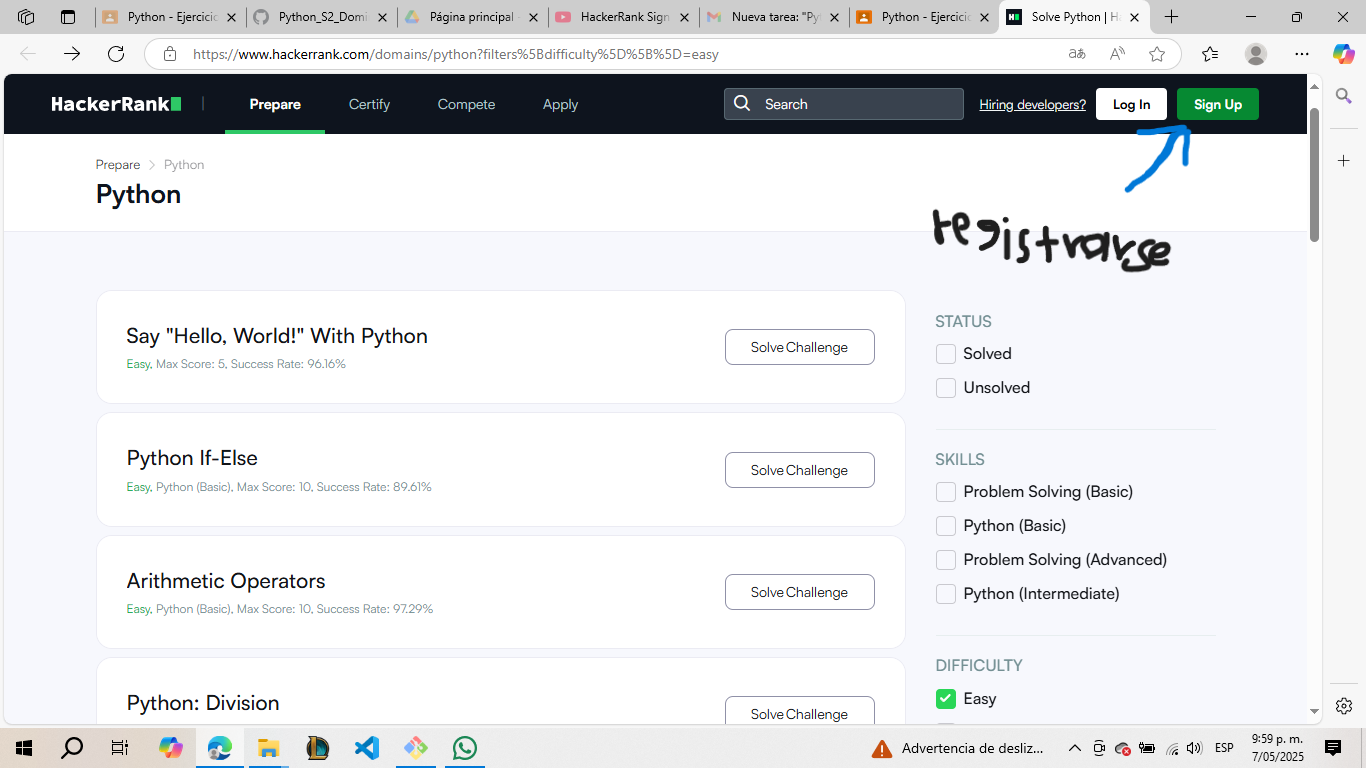 Python - Ejercici
Python_S2_Domi
Página principal
HackerRank Sign
Nueva tarea: "Pyt
Python - Ejercici
Solve Python | Ha
https://www.hackerrank.com/domains/python?filters%5Bdifficulty%5D%5B%5D=easy
HackerRank
Prepare
Certify
Compete
Apply
Search
Hiring developers?
Log In
Sign Up
Prepare > Python
Python
registrarse
Say "Hello, World!" With Python
Easy, Max Score: 5, Success Rate: 96.16%
Solve Challenge
Python If-Else
Easy, Python (Basic), Max Score: 10, Success Rate: 89.61%
Solve Challenge
Arithmetic Operators
Easy, Python (Basic), Max Score: 10, Success Rate: 97.29%
Solve Challenge
Python: Division
Solve Challenge
STATUS
Solved
Unsolved
SKILLS
Problem Solving (Basic)
Python (Basic)
Problem Solving (Advanced)
Python (Intermediate)
DIFFICULTY
Easy
Advertencia de desliz...
ESP
9:59 p. m.
7/05/2025